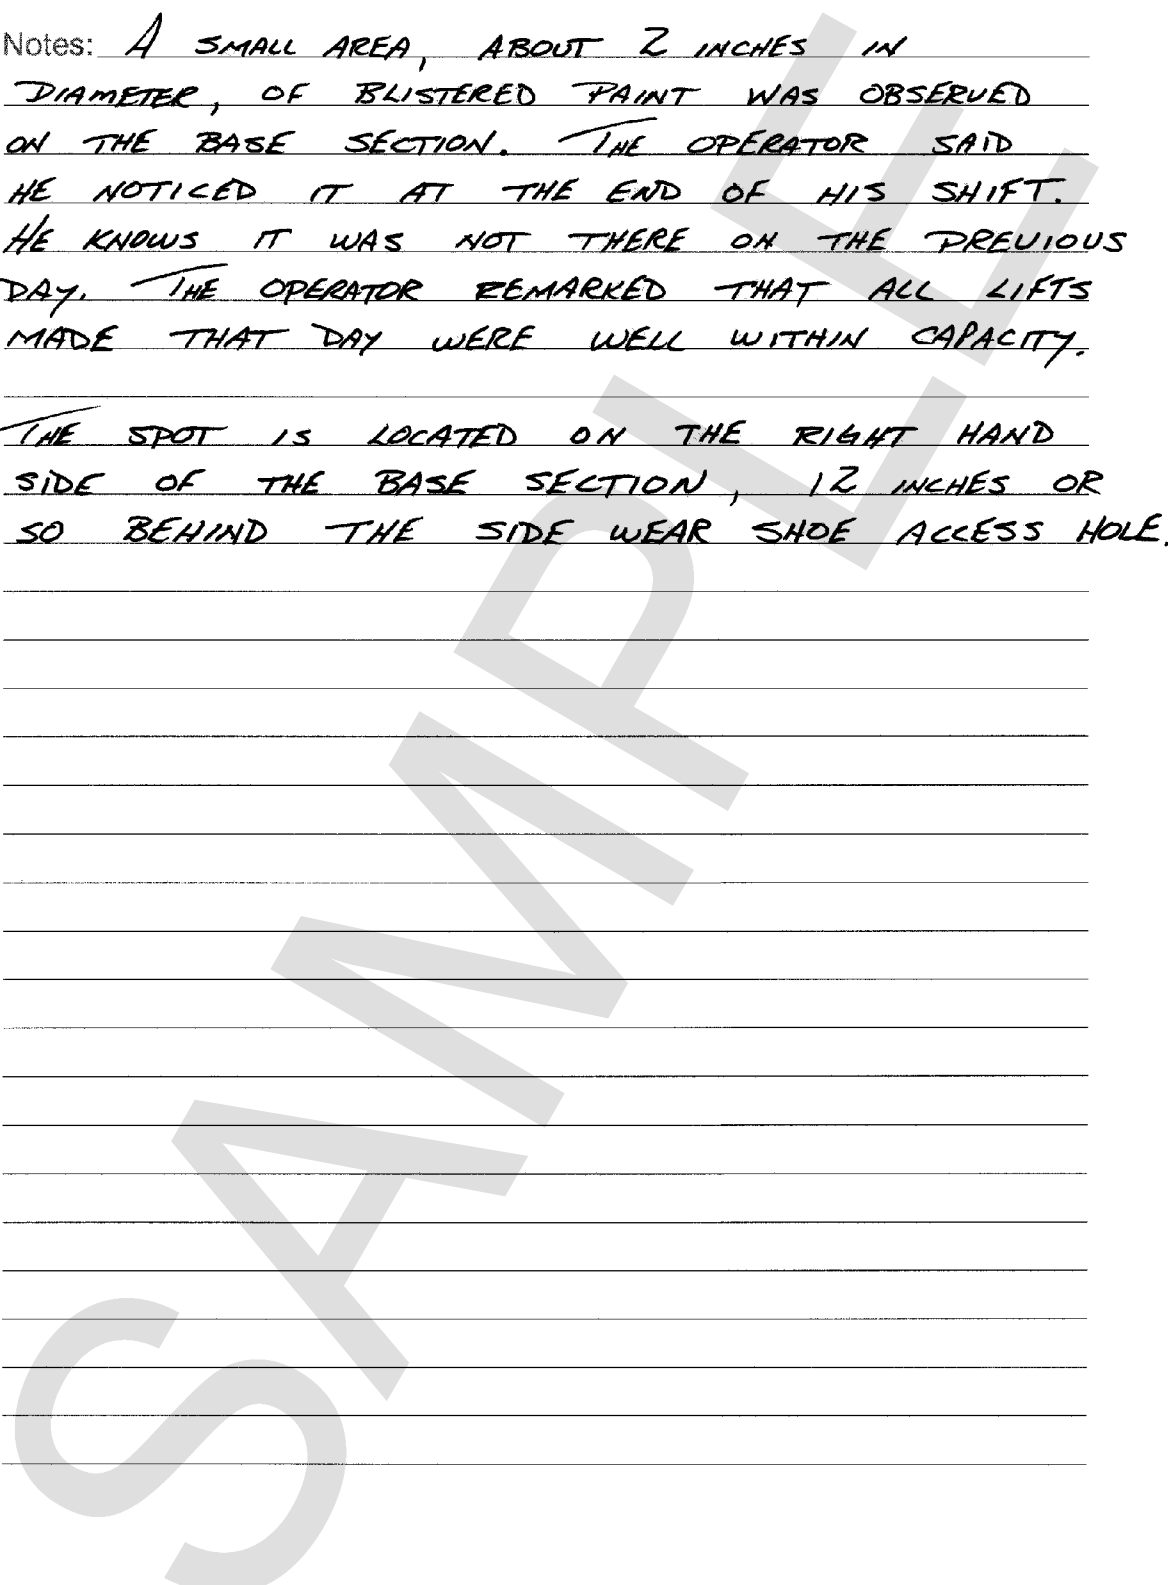 Notes: A SMALL AREA, ABOUT 2 INCHES IN
DIAMETER, OF BLISTERED PAINT WAS OBSERVED
ON THE BASE SECTION. THE OPERATOR SAID
HE NOTICED IT AT THE END OF HIS SHIFT.
HE KNOWS IT WAS NOT THERE ON THE PREVIOUS
DAY. THE OPERATOR REMARKED THAT ALL LIFTS
MADE THAT DAY WERE WELL WITHIN CAPACITY.
THE SPOT IS LOCATED ON THE RIGHT HAND
SIDE OF THE BASE SECTION, 12 INCHES OR
SO BEHIND THE SIDE WEAR SHOE ACCESS HOLE.
SAMPLE